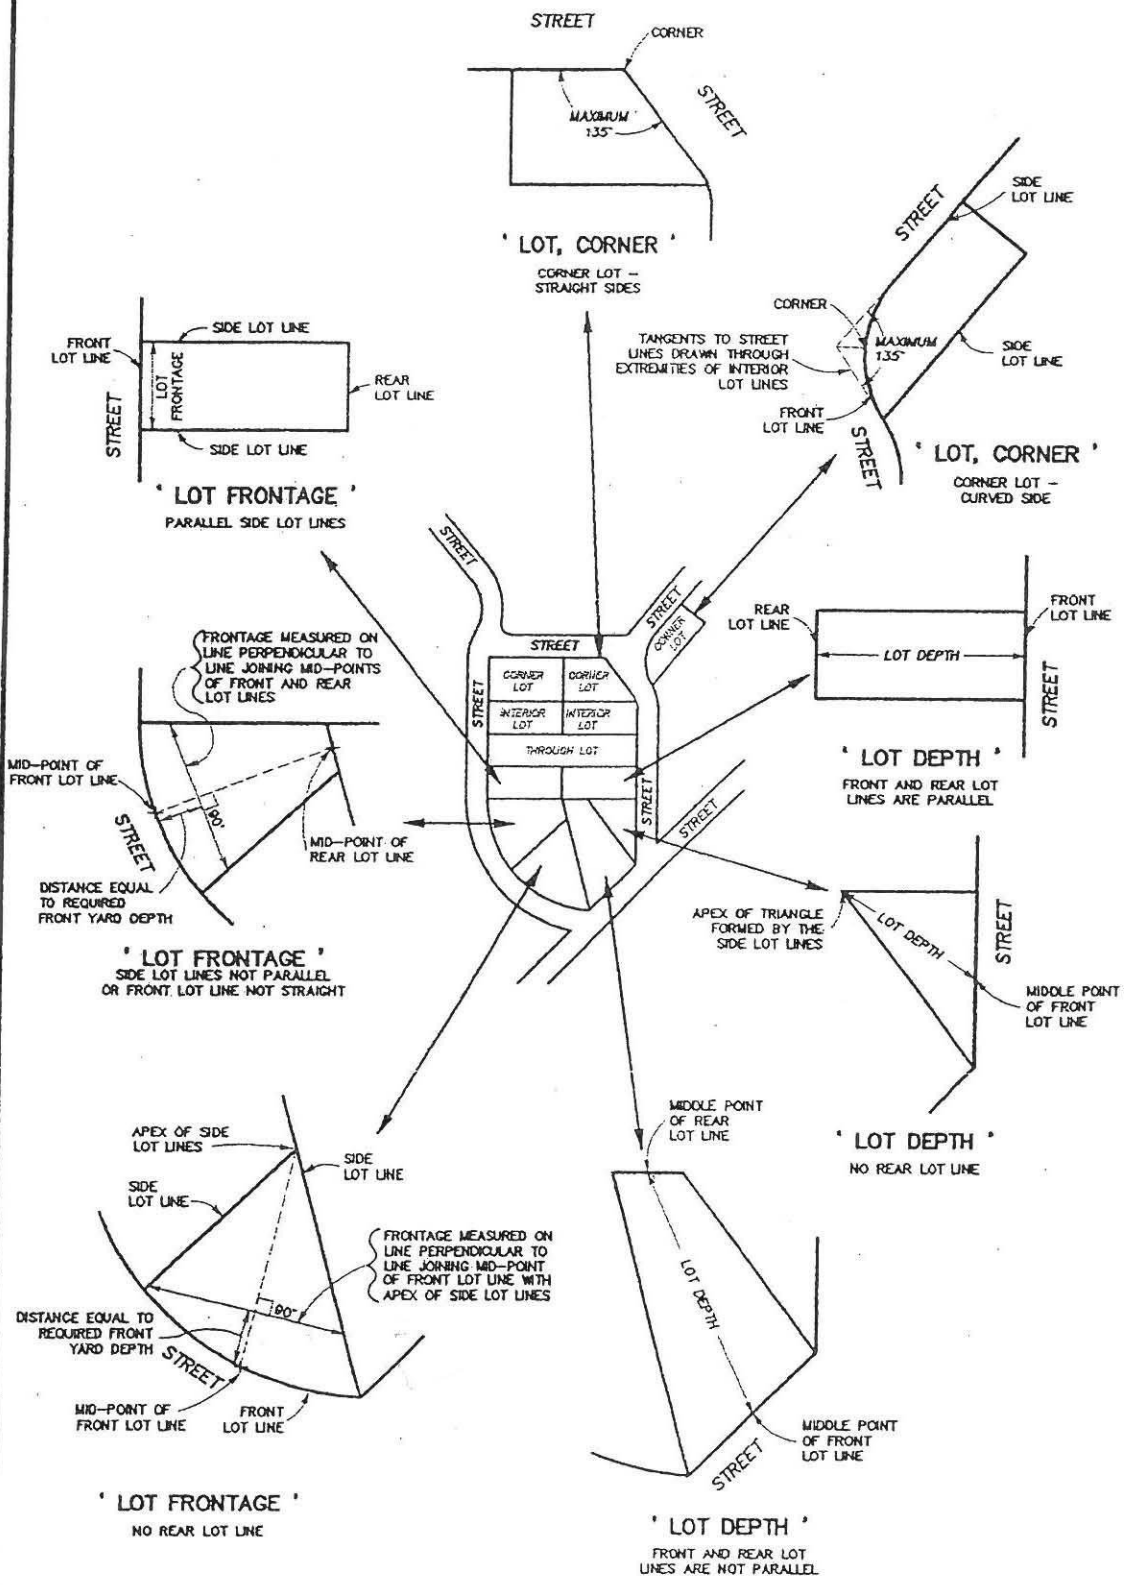 STREET
CORNER
STREET
MAXIMUM
135°
' LOT, CORNER '
CORNER LOT –
STRAIGHT SIDES
STREET
SIDE
LOT LINE
CORNER
MAXIMUM
135°
TANGENTS TO STREET
LINES DRAWN THROUGH
EXTREMITIES OF INTERIOR
LOT LINES
SIDE
LOT LINE
FRONT
LOT LINE
STREET
' LOT, CORNER '
CORNER LOT –
CURVED SIDE
FRONT
LOT LINE
SIDE LOT LINE
LOT
FRONTAGE
REAR
LOT LINE
STREET
SIDE LOT LINE
' LOT FRONTAGE '
PARALLEL SIDE LOT LINES
STREET
STREET
STREET
STREET
CORNER
LOT
CORNER
LOT
CORNER
LOT
INTERIOR
LOT
INTERIOR
LOT
THROUGH LOT
STREET
STREET
REAR
LOT LINE
FRONT
LOT LINE
LOT DEPTH
STREET
' LOT DEPTH '
FRONT AND REAR LOT
LINES ARE PARALLEL
FRONTAGE MEASURED ON
LINE PERPENDICULAR TO
LINE JOINING MID–POINTS
OF FRONT AND REAR
LOT LINES
MID–POINT OF
FRONT LOT LINE
90°
STREET
MID–POINT OF
REAR LOT LINE
DISTANCE EQUAL
TO REQUIRED
FRONT YARD DEPTH
' LOT FRONTAGE '
SIDE LOT LINES NOT PARALLEL
OR FRONT LOT LINE NOT STRAIGHT
APEX OF TRIANGLE
FORMED BY THE
SIDE LOT LINES
LOT DEPTH
STREET
MIDDLE POINT
OF FRONT
LOT LINE
' LOT DEPTH '
NO REAR LOT LINE
APEX OF SIDE
LOT LINES
SIDE
LOT LINE
SIDE
LOT LINE
FRONTAGE MEASURED ON
LINE PERPENDICULAR TO
LINE JOINING MID–POINT
OF FRONT LOT LINE WITH
APEX OF SIDE LOT LINES
90°
DISTANCE EQUAL TO
REQUIRED FRONT
YARD DEPTH
STREET
MID–POINT OF
FRONT LOT LINE
FRONT
LOT LINE
' LOT FRONTAGE '
NO REAR LOT LINE
MIDDLE POINT
OF REAR
LOT LINE
LOT DEPTH
STREET
MIDDLE POINT
OF FRONT
LOT LINE
' LOT DEPTH '
FRONT AND REAR LOT
LINES ARE NOT PARALLEL